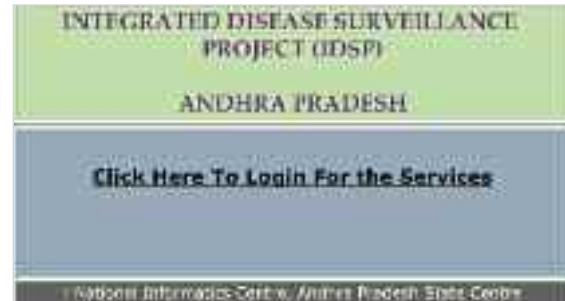 INTEGRATED DISEASE SURVEILLANCE
PROJECT (IDSP)
ANDHRA PRADESH
Click Here To Login For the Services
National Informatics Centre, Andhra Pradesh State Centre